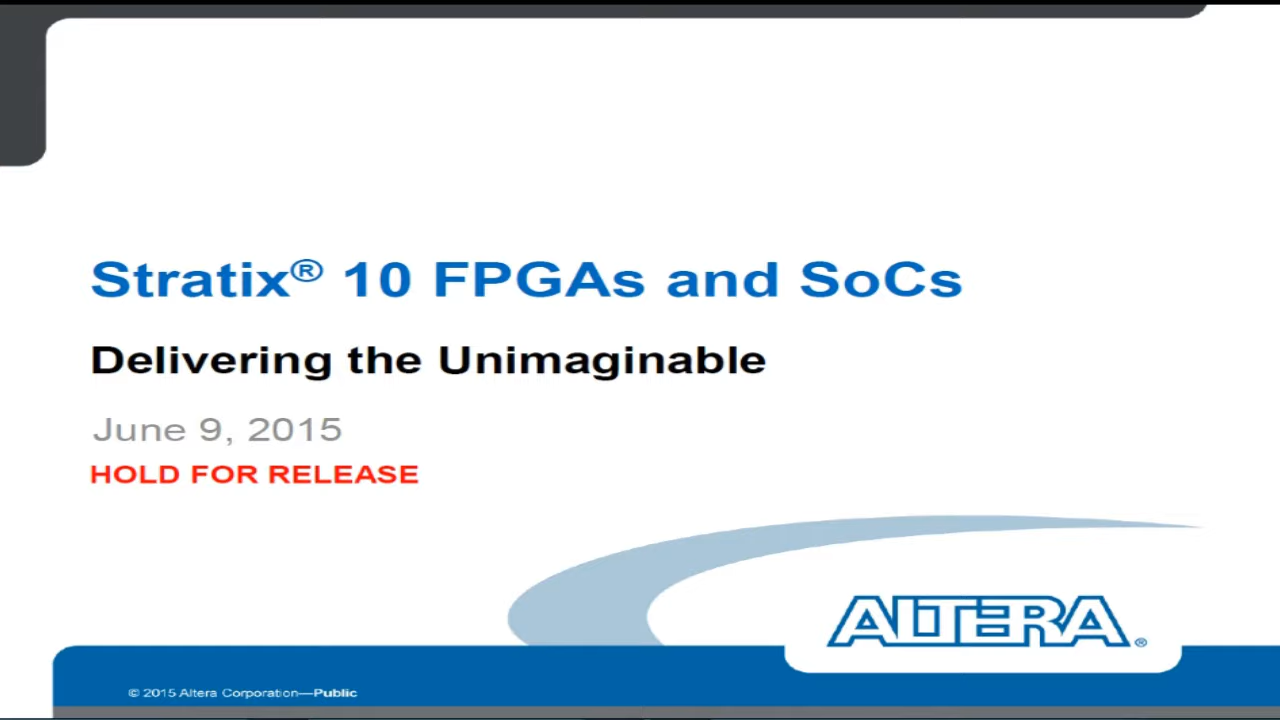 Stratix® 10 FPGAs and SoCs
Delivering the Unimaginable
June 9, 2015
HOLD FOR RELEASE
ALTERA®
© 2015 Altera Corporation—Public